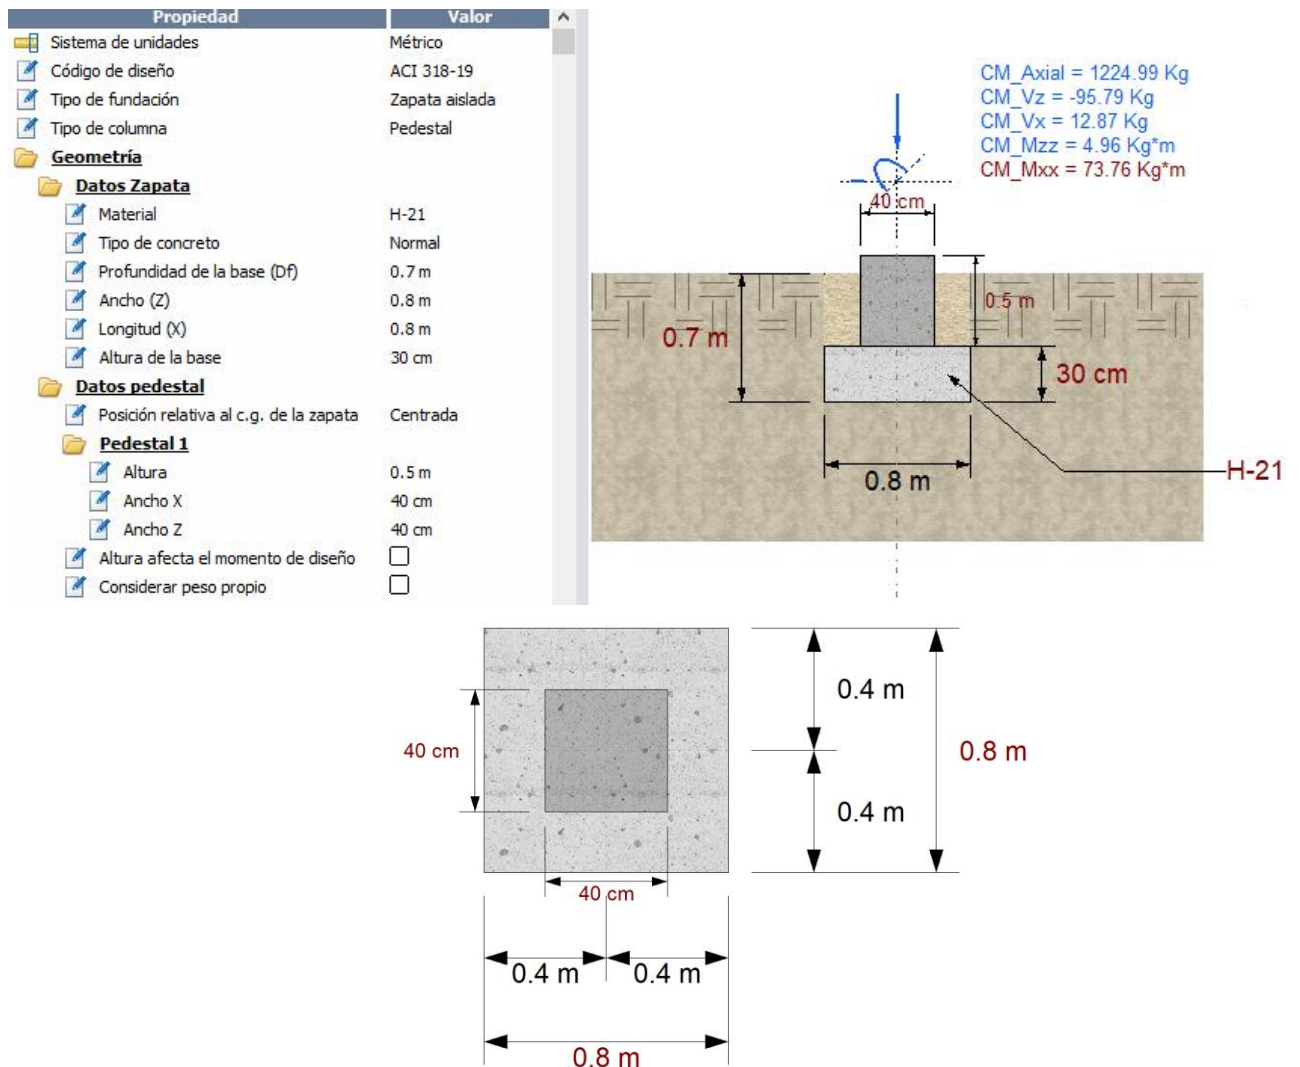 Propiedad Valor
Sistema de unidades Métrico
Código de diseño ACI 318-19
Tipo de fundación Zapata aislada
Tipo de columna Pedestal
Geometría
Datos Zapata
Material H-21
Tipo de concreto Normal
Profundidad de la base (Df) 0.7 m
Ancho (Z) 0.8 m
Longitud (X) 0.8 m
Altura de la base 30 cm
Datos pedestal
Posición relativa al c.g. de la zapata Centrada
Pedestal 1
Altura 0.5 m
Ancho X 40 cm
Ancho Z 40 cm
Altura afecta el momento de diseño
Considerar peso propio
CM_Axial = 1224.99 Kg
CM_Vz = -95.79 Kg
CM_Vx = 12.87 Kg
CM_Mzz = 4.96 Kg*m
CM_Mxx = 73.76 Kg*m
40 cm
0.5 m
0.7 m
30 cm
0.8 m
H-21
0.4 m
40 cm
0.8 m
0.4 m
40 cm
0.4 m 0.4 m
0.8 m